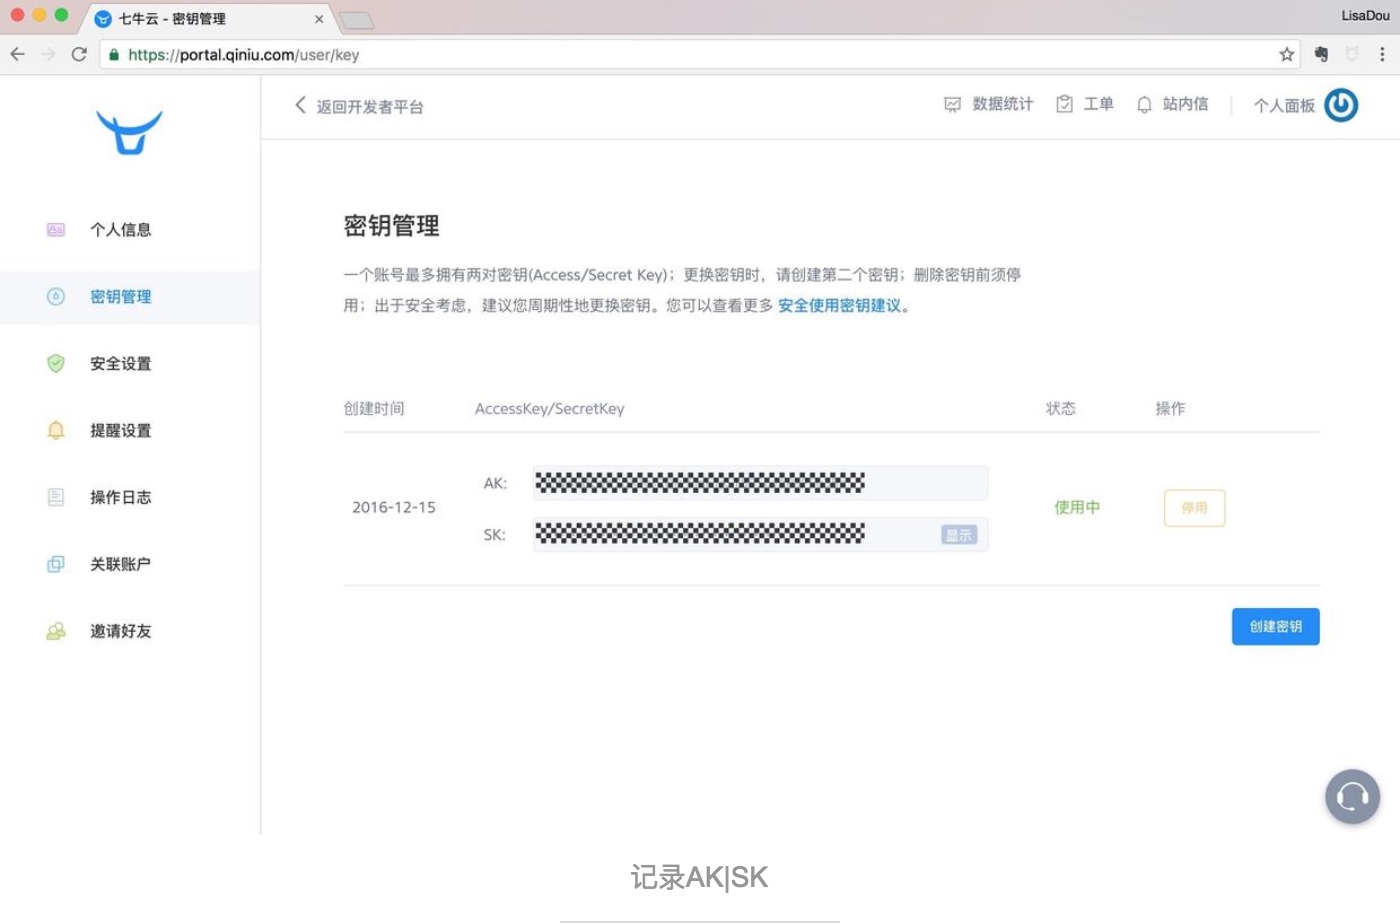 七牛云 - 密钥管理
LisaDou
https://portal.qiniu.com/user/key
返回开发者平台
数据统计
工单
站内信
个人面板
个人信息
密钥管理
安全设置
提醒设置
操作日志
关联账户
邀请好友
密钥管理
一个账号最多拥有两对密钥(Access/Secret Key)；更换密钥时，请创建第二个密钥；删除密钥前须停
用；出于安全考虑，建议您周期性地更换密钥。您可以查看更多 安全使用密钥建议。
创建时间
AccessKey/SecretKey
状态
操作
2016-12-15
AK:
SK:
显示
使用中
停用
创建密钥
记录AK|SK